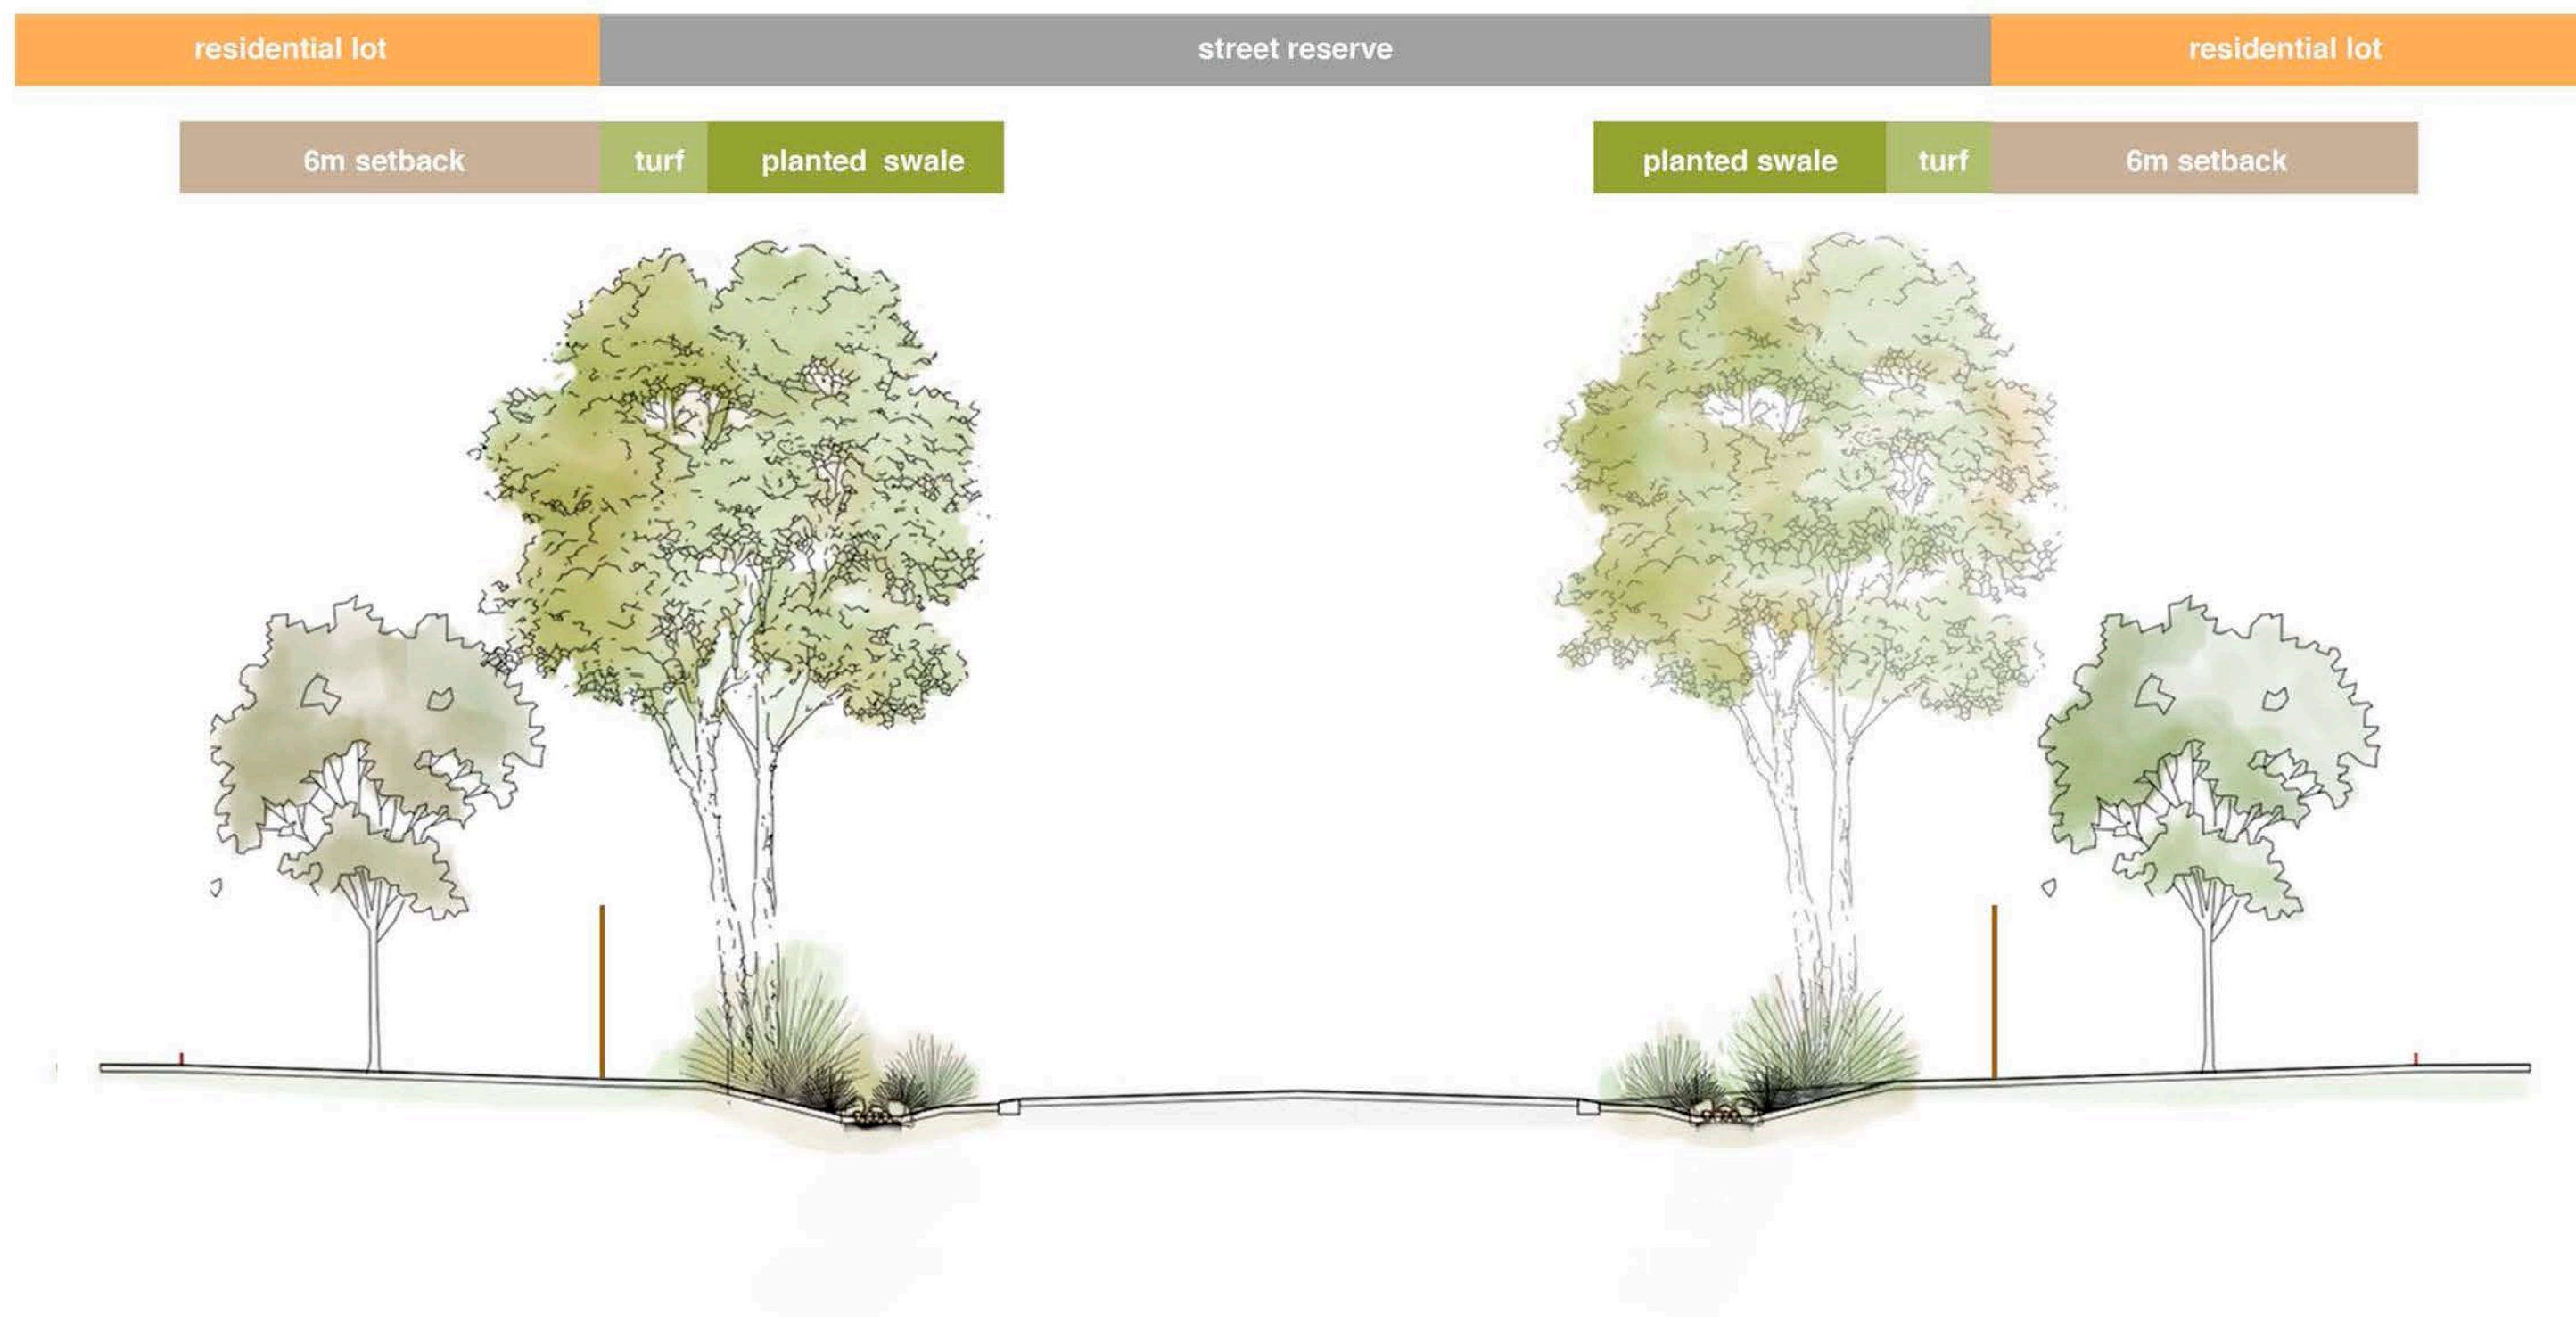 residential lot
street reserve
residential lot
6m setback
turf
planted swale
planted swale
turf
6m setback